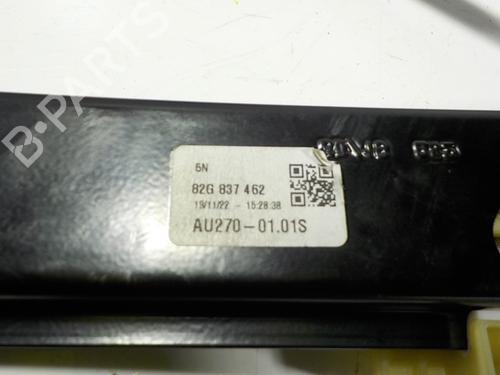 B-PARTS
5N
82G 837 462
19/11/22 - 15:28:38
AU270-01.01S